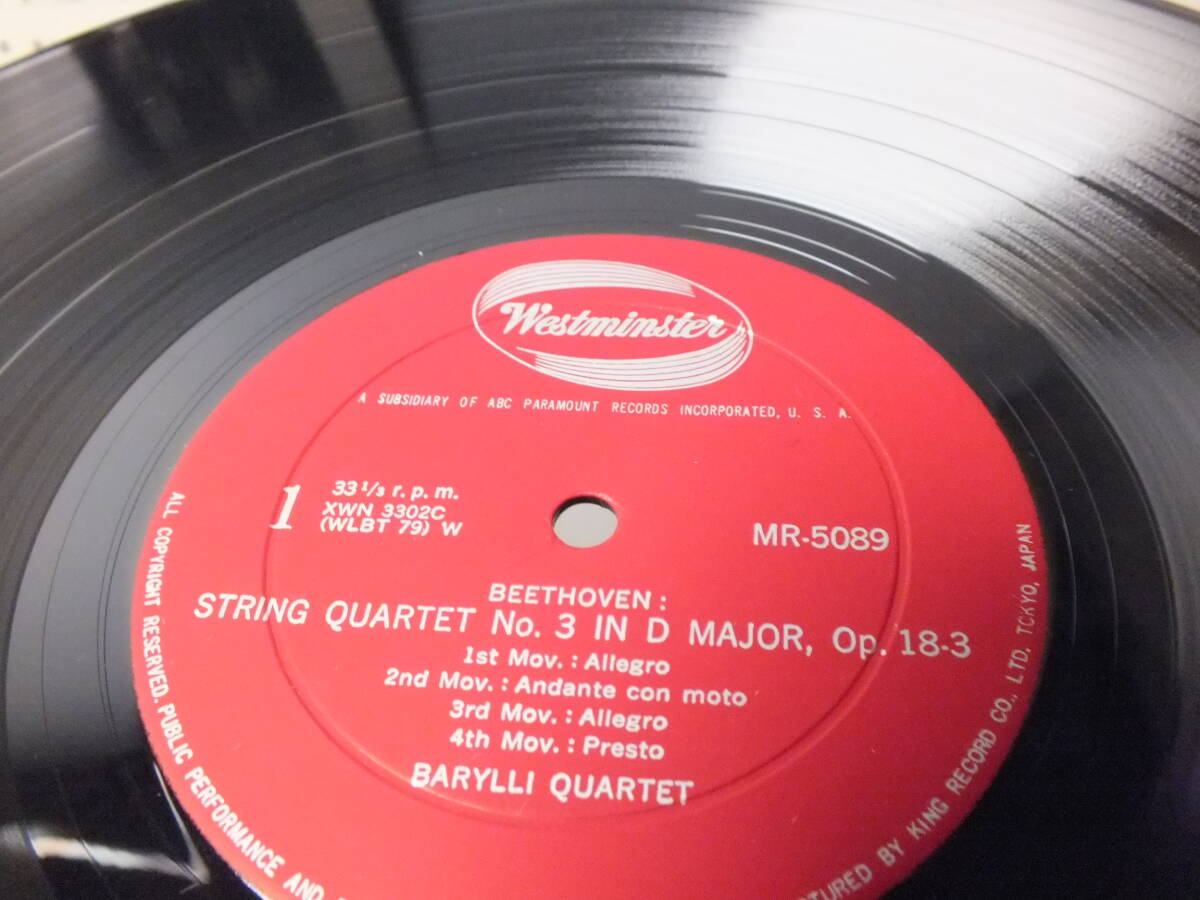 Westminster
A SUBSIDIARY OF ABC PARAMOUNT RECORDS INCORPORATED, U. S. A.
1
33 1/3 r. p. m.
XWN 3302C
(WLBT 79) W
MR-5089
BEETHOVEN :
STRING QUARTET No. 3 IN D MAJOR, Op. 18-3
1st Mov. : Allegro
2nd Mov. : Andante con moto
3rd Mov. : Allegro
4th Mov. : Presto
BARYLLI QUARTET
ALL COPYRIGHT RESERVED. PUBLIC PERFORMANCE AND
BY KING RECORD CO., LTD. TOKYO, JAPAN